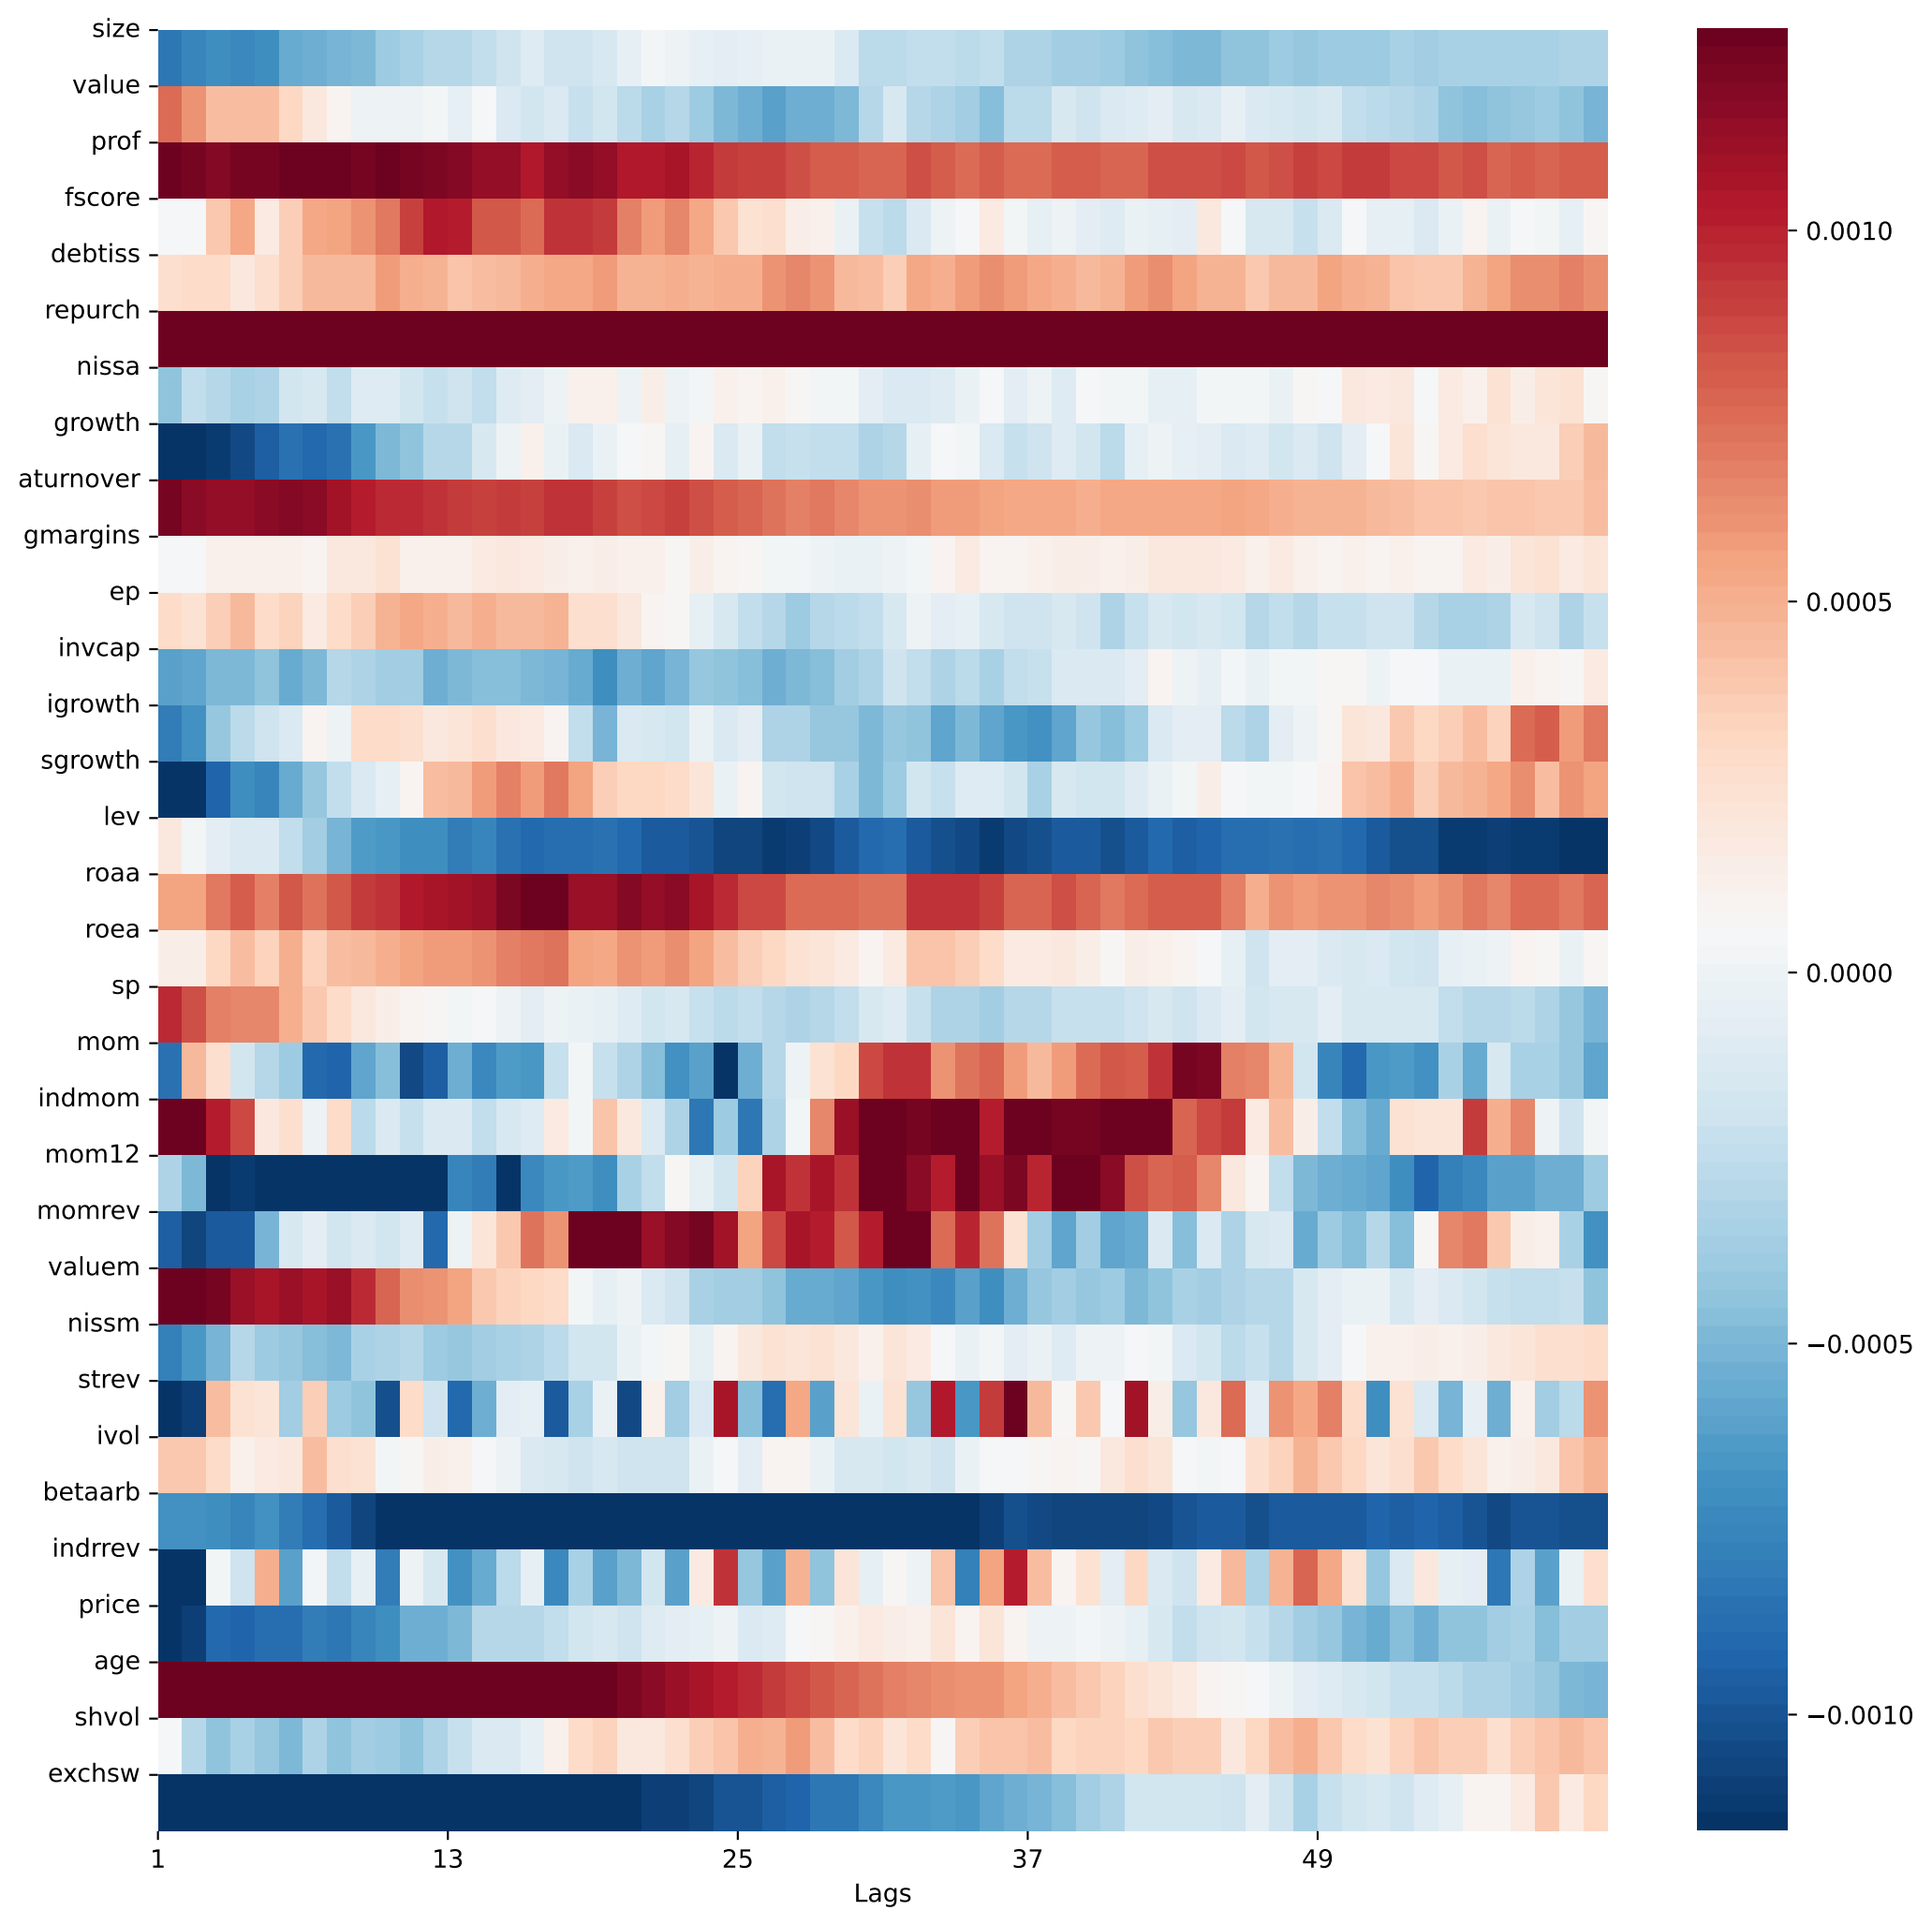 size
value
prof
fscore
debtiss
repurch
nissa
growth
aturnover
gmargins
ep
invcap
igrowth
sgrowth
lev
roaa
roea
sp
mom
indmom
mom12
momrev
valuem
nissm
strev
ivol
betaarb
indrrev
price
age
shvol
exchsw
1 13 25 37 49
Lags
0.0010
0.0005
0.0000
−0.0005
−0.0010